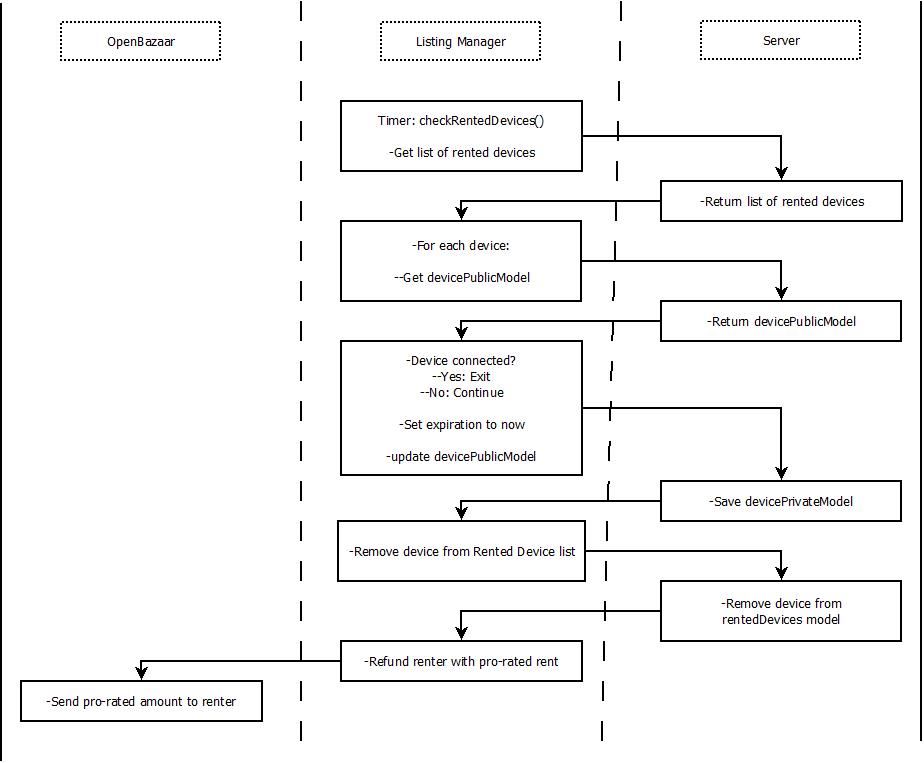 OpenBazaar
Listing Manager
Server
Timer: checkRentedDevices()
-Get list of rented devices
-Return list of rented devices
-For each device:
--Get devicePublicModel
-Return devicePublicModel
-Device connected?
--Yes: Exit
--No: Continue
-Set expiration to now
-update devicePublicModel
-Save devicePrivateModel
-Remove device from Rented Device list
-Remove device from
rentedDevices model
-Refund renter with pro-rated rent
-Send pro-rated amount to renter